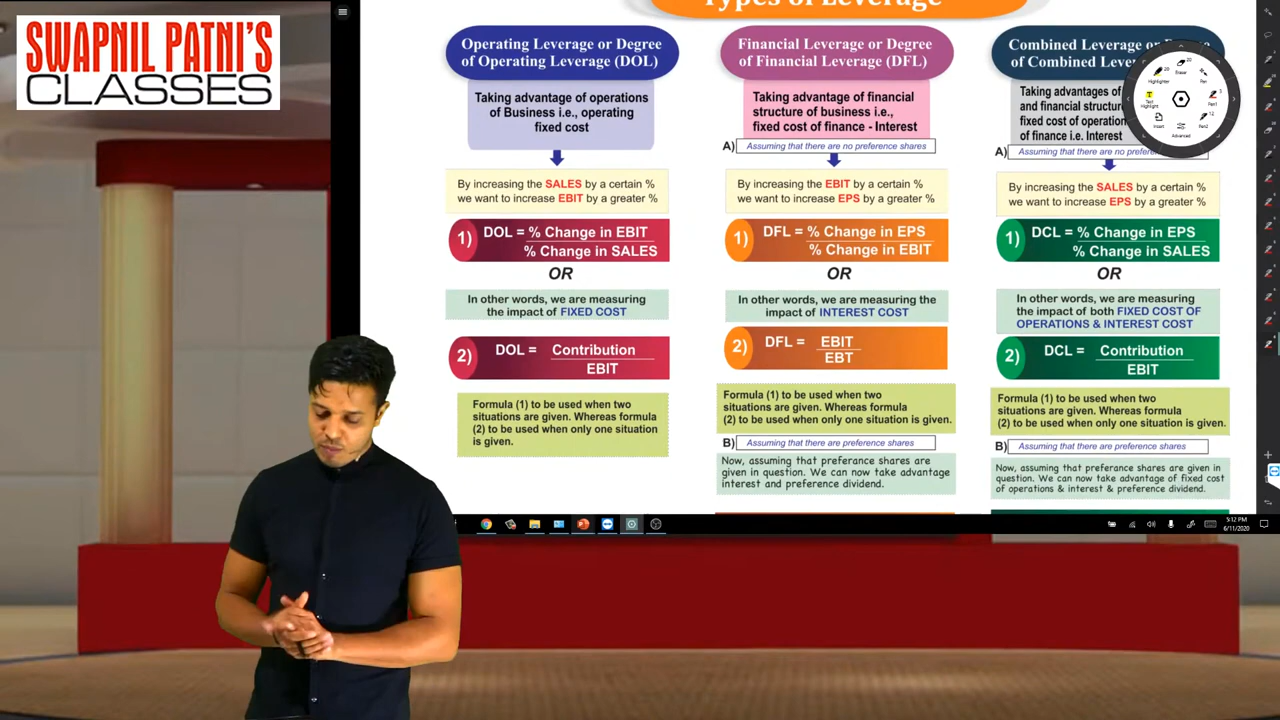 SWAPNIL PATNI'S
CLASSES
Types of Leverage
Operating Leverage or Degree
of Operating Leverage (DOL)
Taking advantage of operations
of Business i.e., operating
fixed cost
By increasing the SALES by a certain %
we want to increase EBIT by a greater %
1) DOL = % Change in EBIT
% Change in SALES
OR
In other words, we are measuring
the impact of FIXED COST
2) DOL = Contribution
EBIT
Formula (1) to be used when two
situations are given. Whereas formula
(2) to be used when only one situation
is given.
Financial Leverage or Degree
of Financial Leverage (DFL)
Taking advantage of financial
structure of business i.e.,
fixed cost of finance - Interest
A) Assuming that there are no preference shares
By increasing the EBIT by a certain %
we want to increase EPS by a greater %
1) DFL = % Change in EPS
% Change in EBIT
OR
In other words, we are measuring the
impact of INTEREST COST
2) DFL = EBIT
EBT
Formula (1) to be used when two
situations are given. Whereas formula
(2) to be used when only one situation is given.
B) Assuming that there are preference shares
Now, assuming that preferance shares are
given in question. We can now take advantage
interest and preference dividend.
Combined Leverage or
of Combined
Taking advantages of
and financial structure
fixed cost of operation
of finance i.e. Interest
A) Assuming that there are no
By increasing the SALES by a certain %
we want to increase EPS by a greater %
1) DCL = % Change in EPS
% Change in SALES
OR
In other words, we are measuring
the impact of both FIXED COST OF
OPERATIONS & INTEREST COST
2) DCL = Contribution
EBIT
Formula (1) to be used when two
situations are given. Whereas formula
(2) to be used when only one situation is given.
B) Assuming that there are preference shares
Now, assuming that preferance shares are given in
question. We can now take advantage of fixed cost
of operations & interest & preference dividend.
Highlighter
Eraser
Pen
Text
Highlight
Pen1
Insert
Pen2
Advanced
5:12 PM
6/11/2020